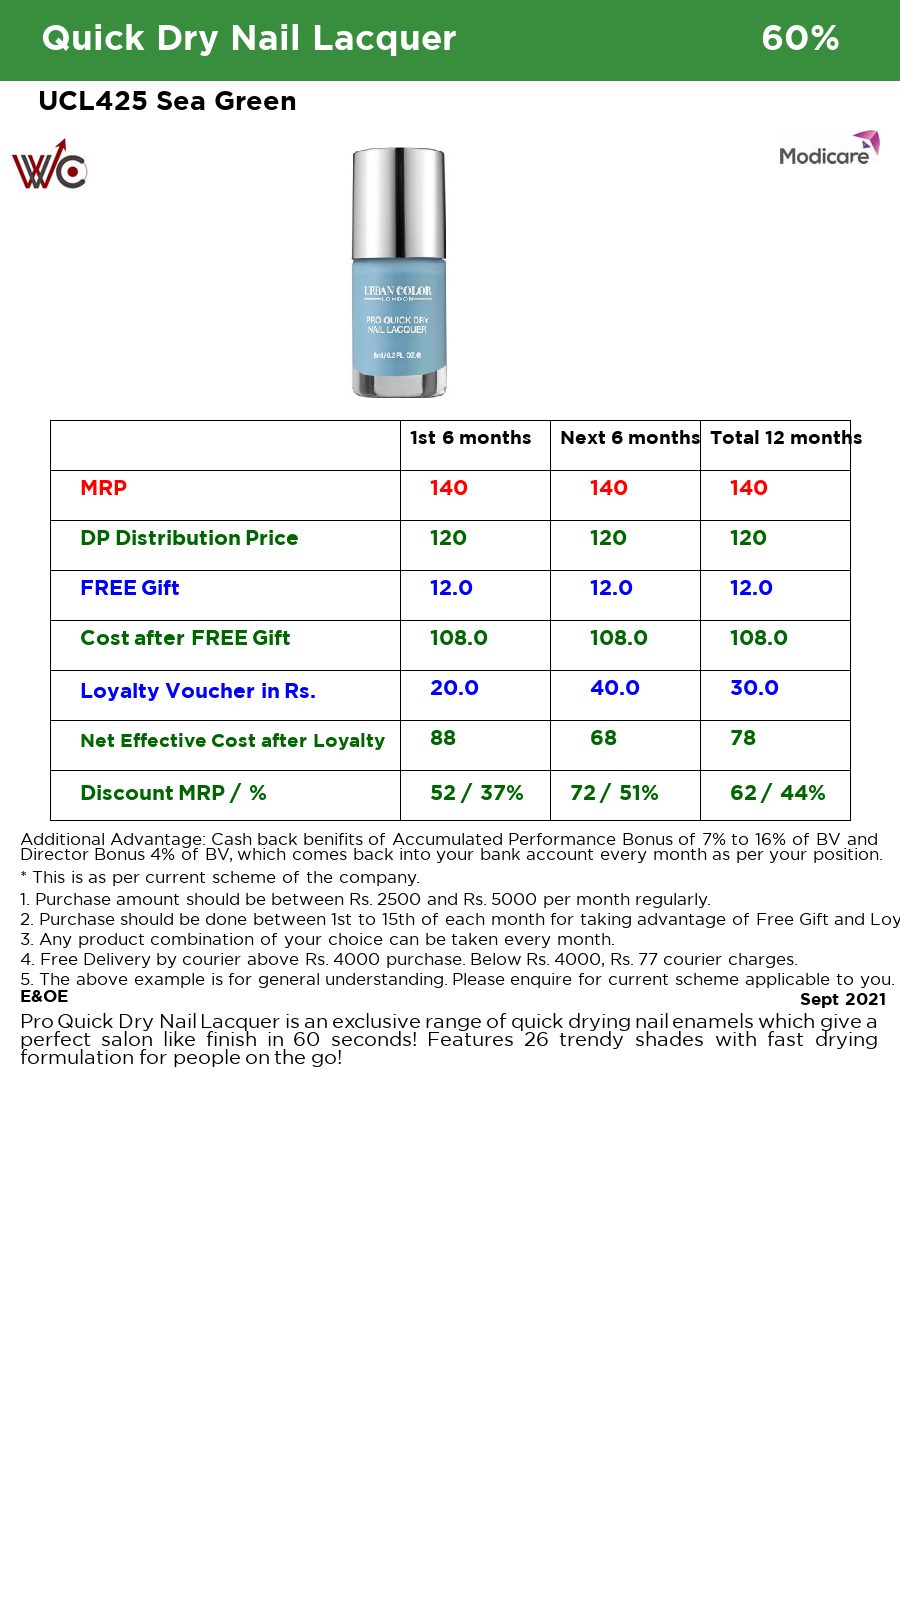 Quick Dry Nail Lacquer 60%
UCL425 Sea Green
WC
Modicare
URBAN COLOR
LONDON
PRO QUICK DRY
NAIL LACQUER
1st 6 months Next 6 months Total 12 months
MRP 140 140 140
DP Distribution Price 120 120 120
FREE Gift 12.0 12.0 12.0
Cost after FREE Gift 108.0 108.0 108.0
Loyalty Voucher in Rs. 20.0 40.0 30.0
Net Effective Cost after Loyalty 88 68 78
Discount MRP / % 52 / 37% 72 / 51% 62 / 44%
Additional Advantage: Cash back benifits of Accumulated Performance Bonus of 7% to 16% of BV and
Director Bonus 4% of BV, which comes back into your bank account every month as per your position.
* This is as per current scheme of the company.
1. Purchase amount should be between Rs. 2500 and Rs. 5000 per month regularly.
2. Purchase should be done between 1st to 15th of each month for taking advantage of Free Gift and Loy
3. Any product combination of your choice can be taken every month.
4. Free Delivery by courier above Rs. 4000 purchase. Below Rs. 4000, Rs. 77 courier charges.
5. The above example is for general understanding. Please enquire for current scheme applicable to you.
E&OE
Sept 2021
Pro Quick Dry Nail Lacquer is an exclusive range of quick drying nail enamels which give a
perfect salon like finish in 60 seconds! Features 26 trendy shades with fast drying
formulation for people on the go!